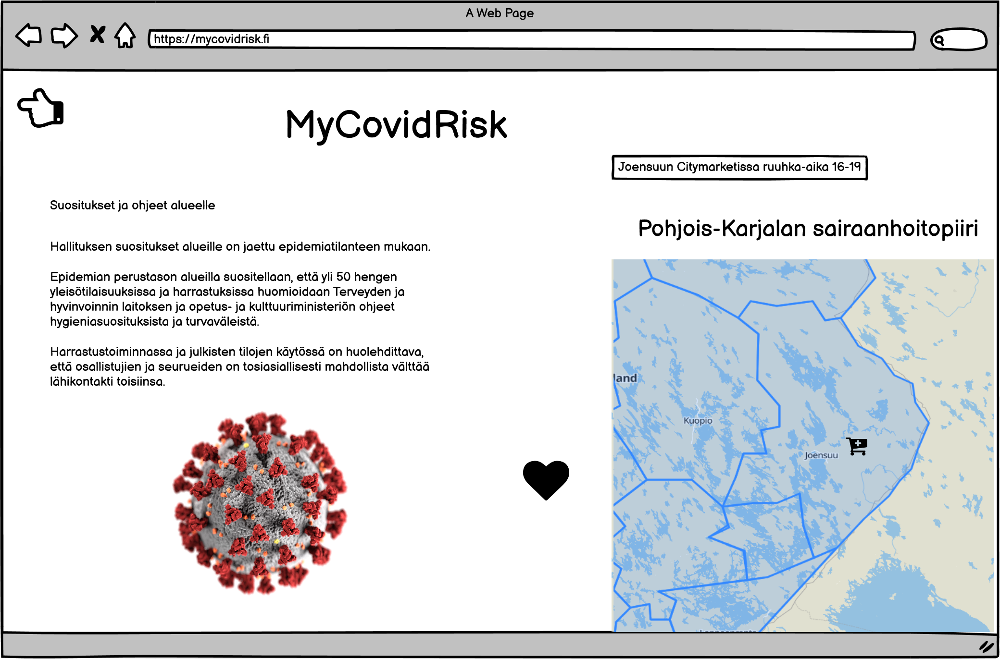 A Web Page
https://mycovidrisk.fi
MyCovidRisk
Joensuun Citymarketissa ruuhka-aika 16-19
Suositukset ja ohjeet alueelle
Pohjois-Karjalan sairaanhoitopiiri
Hallituksen suositukset alueille on jaettu epidemiatilanteen mukaan.
Epidemian perustason alueilla suositellaan, että yli 50 hengen
yleisötilaisuuksissa ja harrastuksissa huomioidaan Terveyden ja
hyvinvoinnin laitoksen ja opetus- ja kulttuuriministeriön ohjeet
hygieniasuosituksista ja turvaväleistä.
Harrastustoiminnassa ja julkisten tilojen käytössä on huolehdittava,
että osallistujien ja seurueiden on tosiasiallisesti mahdollista välttää
lähikontakti toisiinsa.
land
Kuopio
Joensuu